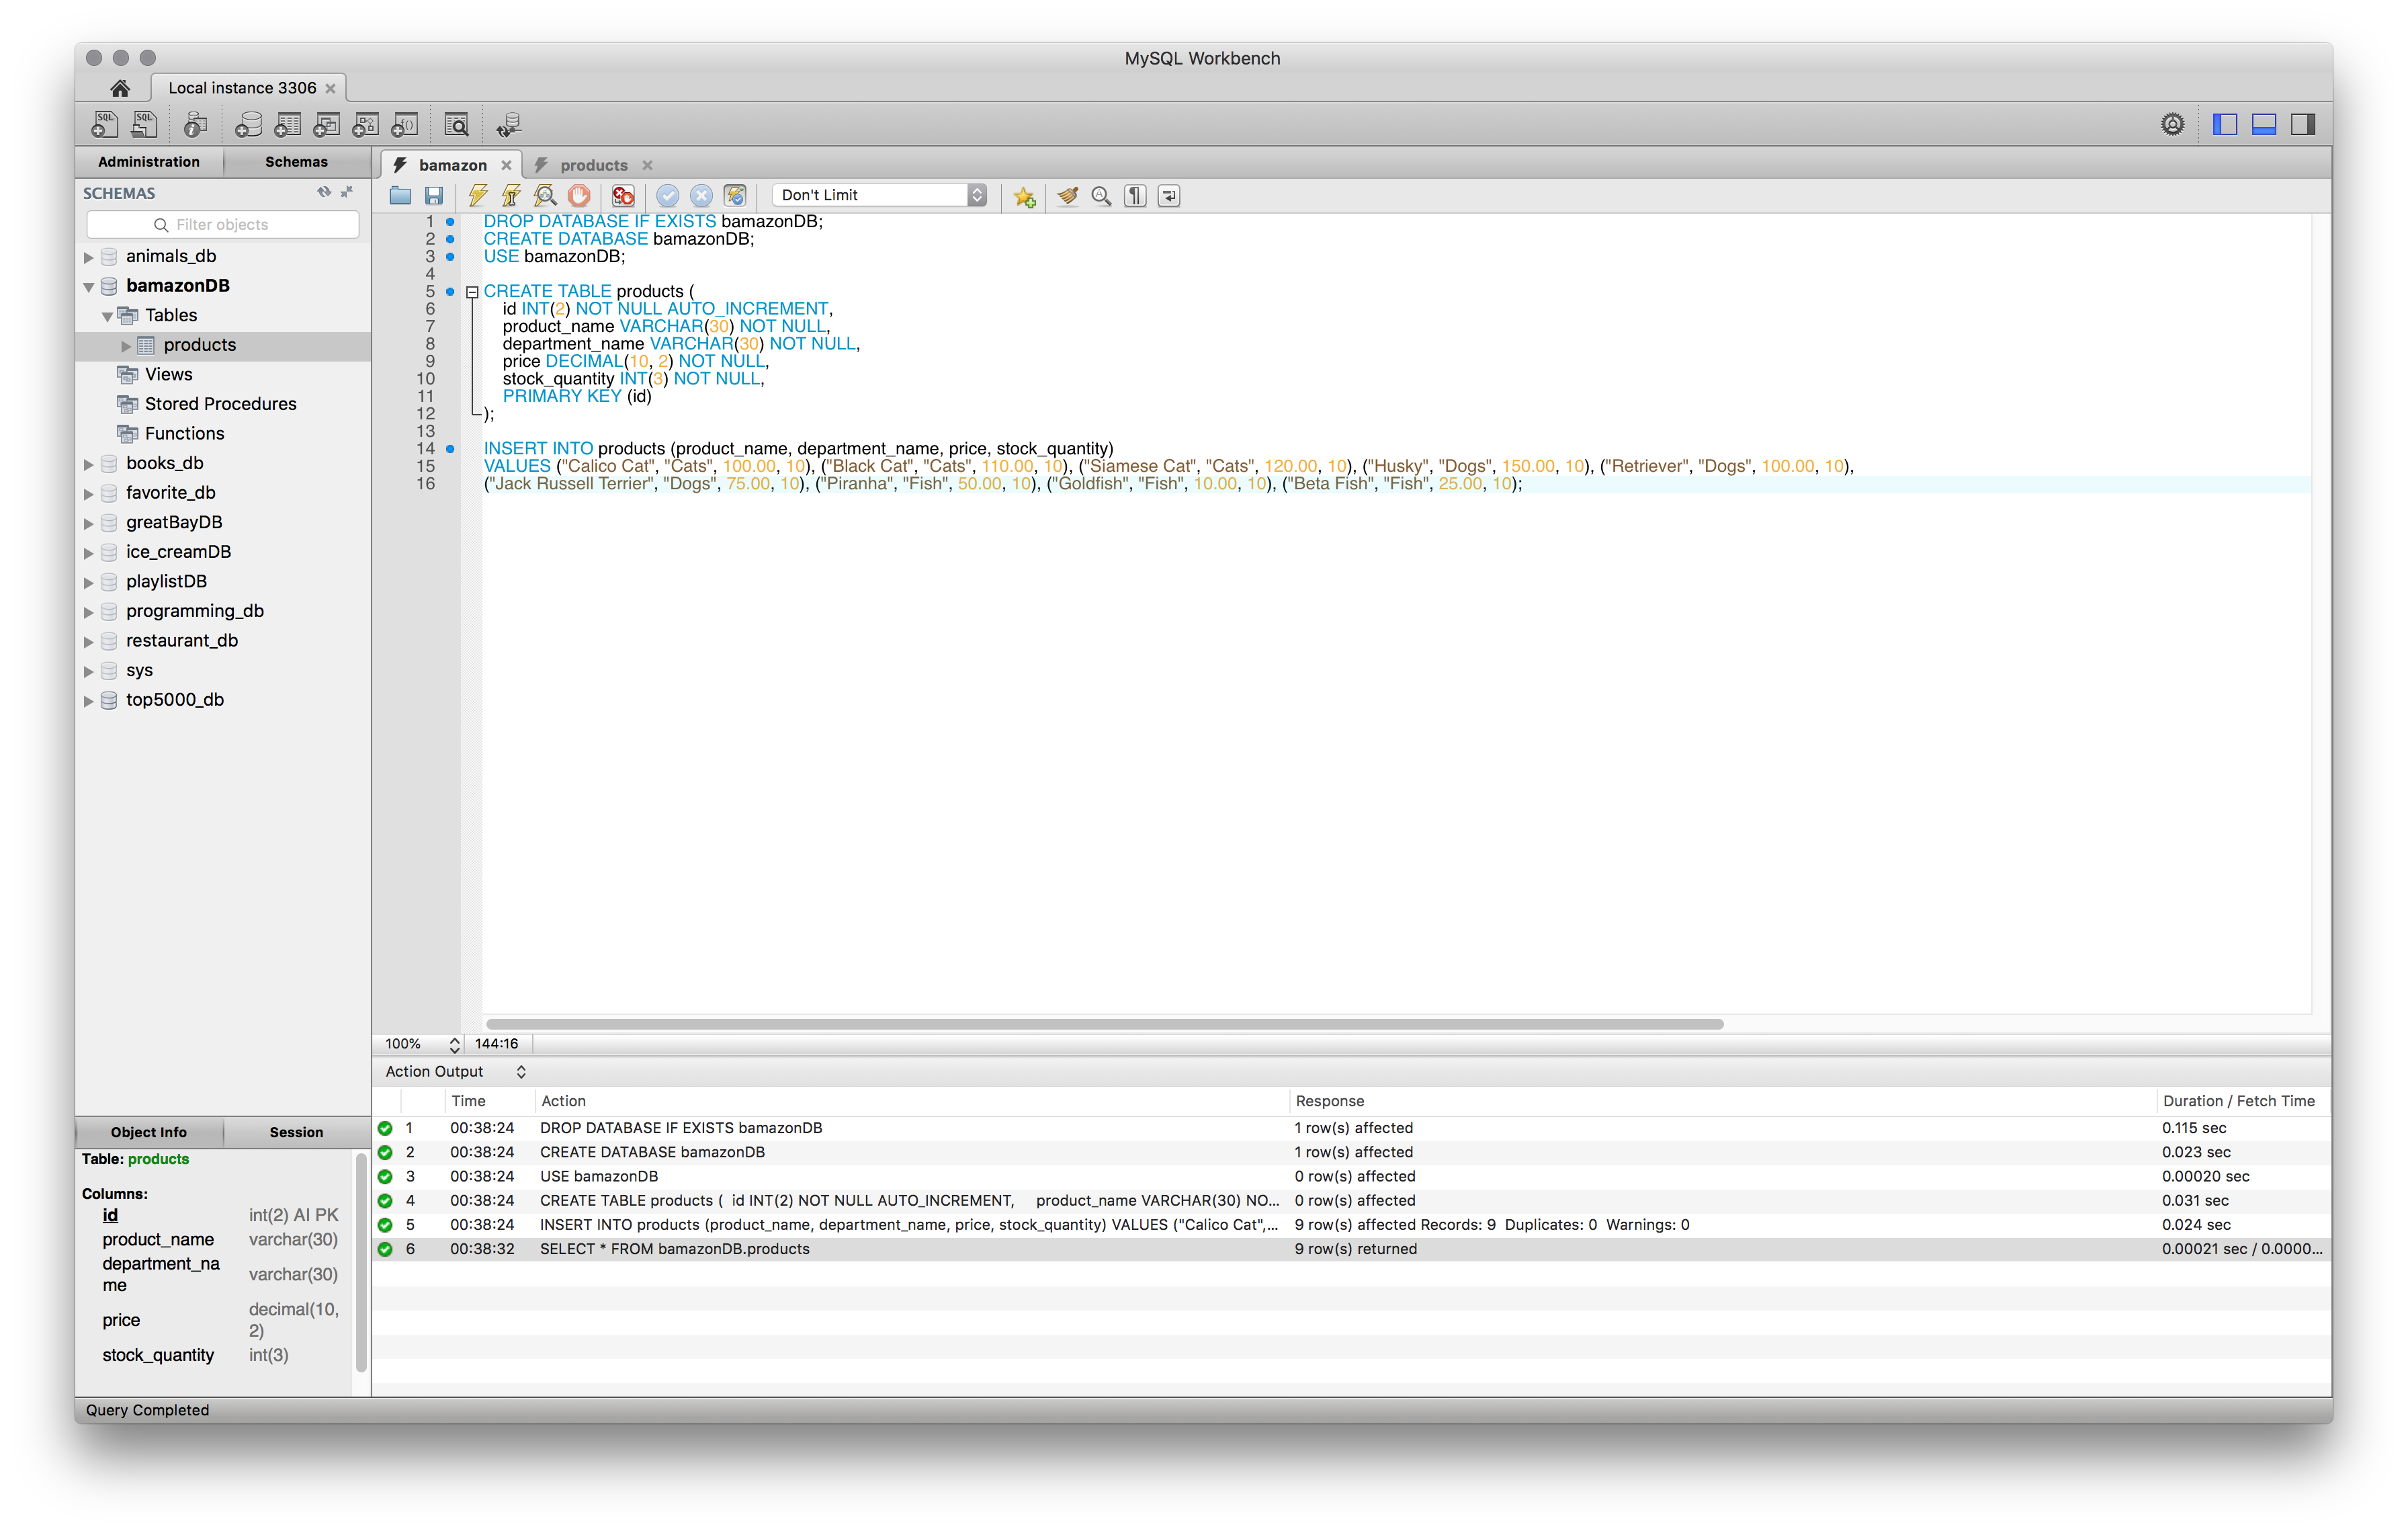 MySQL Workbench
Local instance 3306
Administration Schemas
SCHEMAS
Filter objects
animals_db
bamazonDB
Tables
products
Views
Stored Procedures
Functions
books_db
favorite_db
greatBayDB
ice_creamDB
playlistDB
programming_db
restaurant_db
sys
top5000_db
Object Info Session
Table: products
Columns:
id int(2) AI PK
product_name varchar(30)
department_na
me varchar(30)
price decimal(10,
2)
stock_quantity int(3)
bamazon products
Don't Limit
1 DROP DATABASE IF EXISTS bamazonDB;
2 CREATE DATABASE bamazonDB;
3 USE bamazonDB;
4
5 CREATE TABLE products (
6 id INT(2) NOT NULL AUTO_INCREMENT,
7 product_name VARCHAR(30) NOT NULL,
8 department_name VARCHAR(30) NOT NULL,
9 price DECIMAL(10, 2) NOT NULL,
10 stock_quantity INT(3) NOT NULL,
11 PRIMARY KEY (id)
12 );
13
14 INSERT INTO products (product_name, department_name, price, stock_quantity)
15 VALUES ("Calico Cat", "Cats", 100.00, 10), ("Black Cat", "Cats", 110.00, 10), ("Siamese Cat", "Cats", 120.00, 10), ("Husky", "Dogs", 150.00, 10), ("Retriever", "Dogs", 100.00, 10),
16 ("Jack Russell Terrier", "Dogs", 75.00, 10), ("Piranha", "Fish", 50.00, 10), ("Goldfish", "Fish", 10.00, 10), ("Beta Fish", "Fish", 25.00, 10);
100% 144:16
Action Output
Time Action Response Duration / Fetch Time
1 00:38:24 DROP DATABASE IF EXISTS bamazonDB 1 row(s) affected 0.115 sec
2 00:38:24 CREATE DATABASE bamazonDB 1 row(s) affected 0.023 sec
3 00:38:24 USE bamazonDB 0 row(s) affected 0.00020 sec
4 00:38:24 CREATE TABLE products ( id INT(2) NOT NULL AUTO_INCREMENT, product_name VARCHAR(30) NO... 0 row(s) affected 0.031 sec
5 00:38:24 INSERT INTO products (product_name, department_name, price, stock_quantity) VALUES ("Calico Cat",... 9 row(s) affected Records: 9 Duplicates: 0 Warnings: 0 0.024 sec
6 00:38:32 SELECT * FROM bamazonDB.products 9 row(s) returned 0.00021 sec / 0.0000...
Query Completed